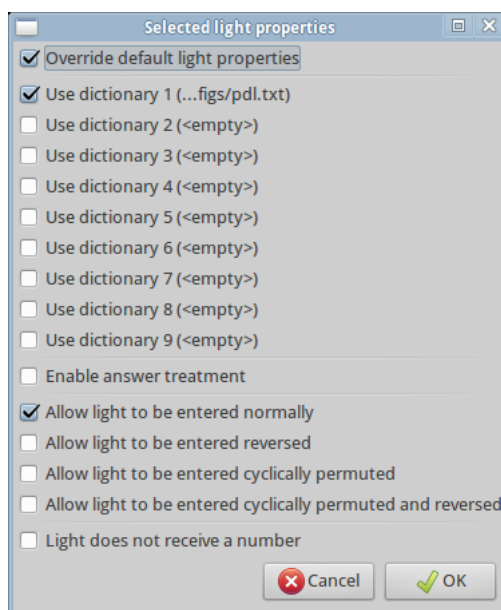 Selected light properties
Override default light properties
Use dictionary 1 (...figs/pdl.txt)
Use dictionary 2 (<empty>)
Use dictionary 3 (<empty>)
Use dictionary 4 (<empty>)
Use dictionary 5 (<empty>)
Use dictionary 6 (<empty>)
Use dictionary 7 (<empty>)
Use dictionary 8 (<empty>)
Use dictionary 9 (<empty>)
Enable answer treatment
Allow light to be entered normally
Allow light to be entered reversed
Allow light to be entered cyclically permuted
Allow light to be entered cyclically permuted and reversed
Light does not receive a number
Cancel OK